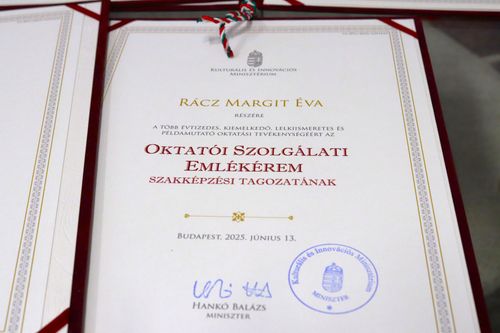 Kulturális és Innovációs
Minisztérium
Rácz Margit Éva
részére
a több évtizedes, kiemelkedő, lelkiismeretes és
példamutató oktatási tevékenységéért az
Oktatói Szolgálati
Emlékérem
szakképzési tagozatának
Budapest, 2025. június 13.
Hankó Balázs
miniszter
Kulturális és Innovációs Minisztérium
MINISZTER